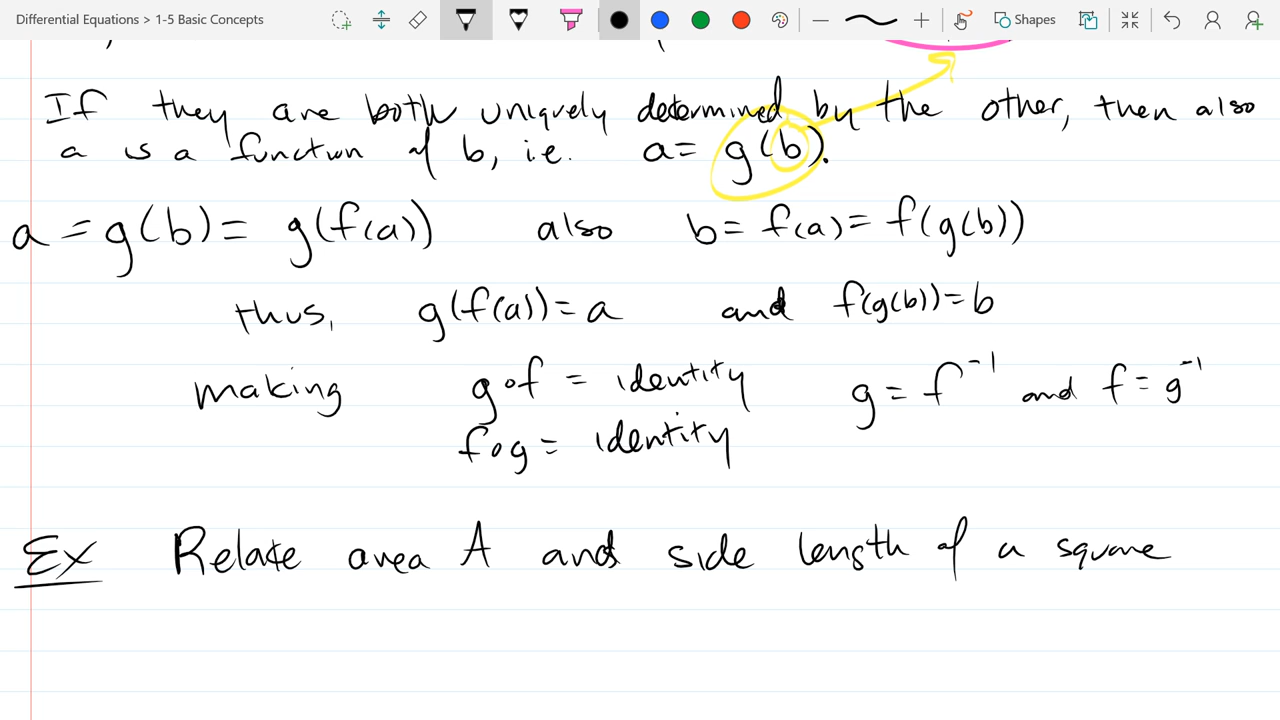 Differential Equations > 1-5 Basic Concepts
Shapes
If they are both uniquely determined by the other, then also
a is a function of b, i.e. a = g(b).
a = g(b) = g(f(a)) also b = f(a) = f(g(b))
thus, g(f(a)) = a and f(g(b)) = b
making g∘f = identity g = f⁻¹ and f = g⁻¹
f∘g = identity
Ex Relate area A and side length of a square